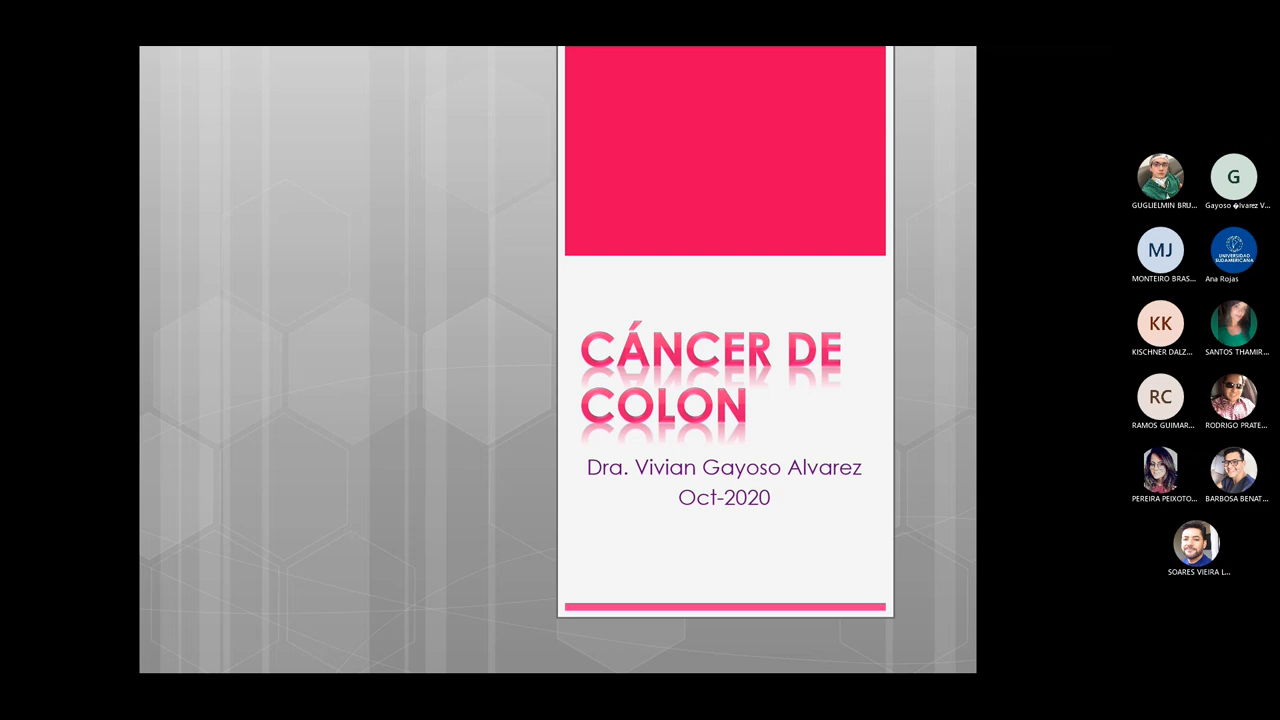 CÁNCER DE
COLON
Dra. Vivian Gayoso Alvarez
Oct-2020
GUGLIELMIN BRU...
G
Gayoso �lvarez V...
MJ
MONTEIRO BRAS...
UNIVERSIDAD
SUDAMERICANA
Ana Rojas
KK
KISCHNER DALZ...
SANTOS THAMIR...
RC
RAMOS GUIMAR...
RODRIGO PRATE...
PEREIRA PEIXOTO...
BARBOSA BENAT...
SOARES VIEIRA L...